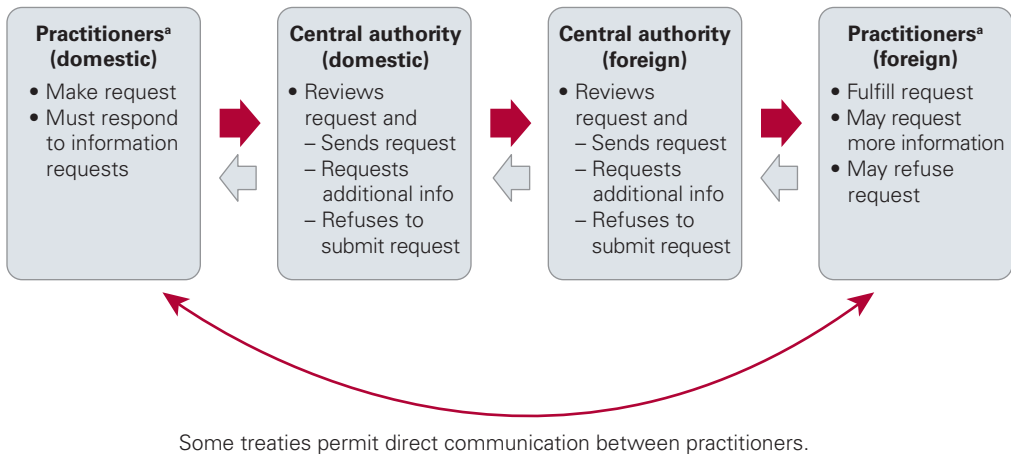 Practitionersᵃ
(domestic)
• Make request
• Must respond
to information
requests
Central authority
(domestic)
• Reviews
request and
– Sends request
– Requests
additional info
– Refuses to
submit request
Central authority
(foreign)
• Reviews
request and
– Sends request
– Requests
additional info
– Refuses to
submit request
Practitionersᵃ
(foreign)
• Fulfill request
• May request
more information
• May refuse
request
Some treaties permit direct communication between practitioners.